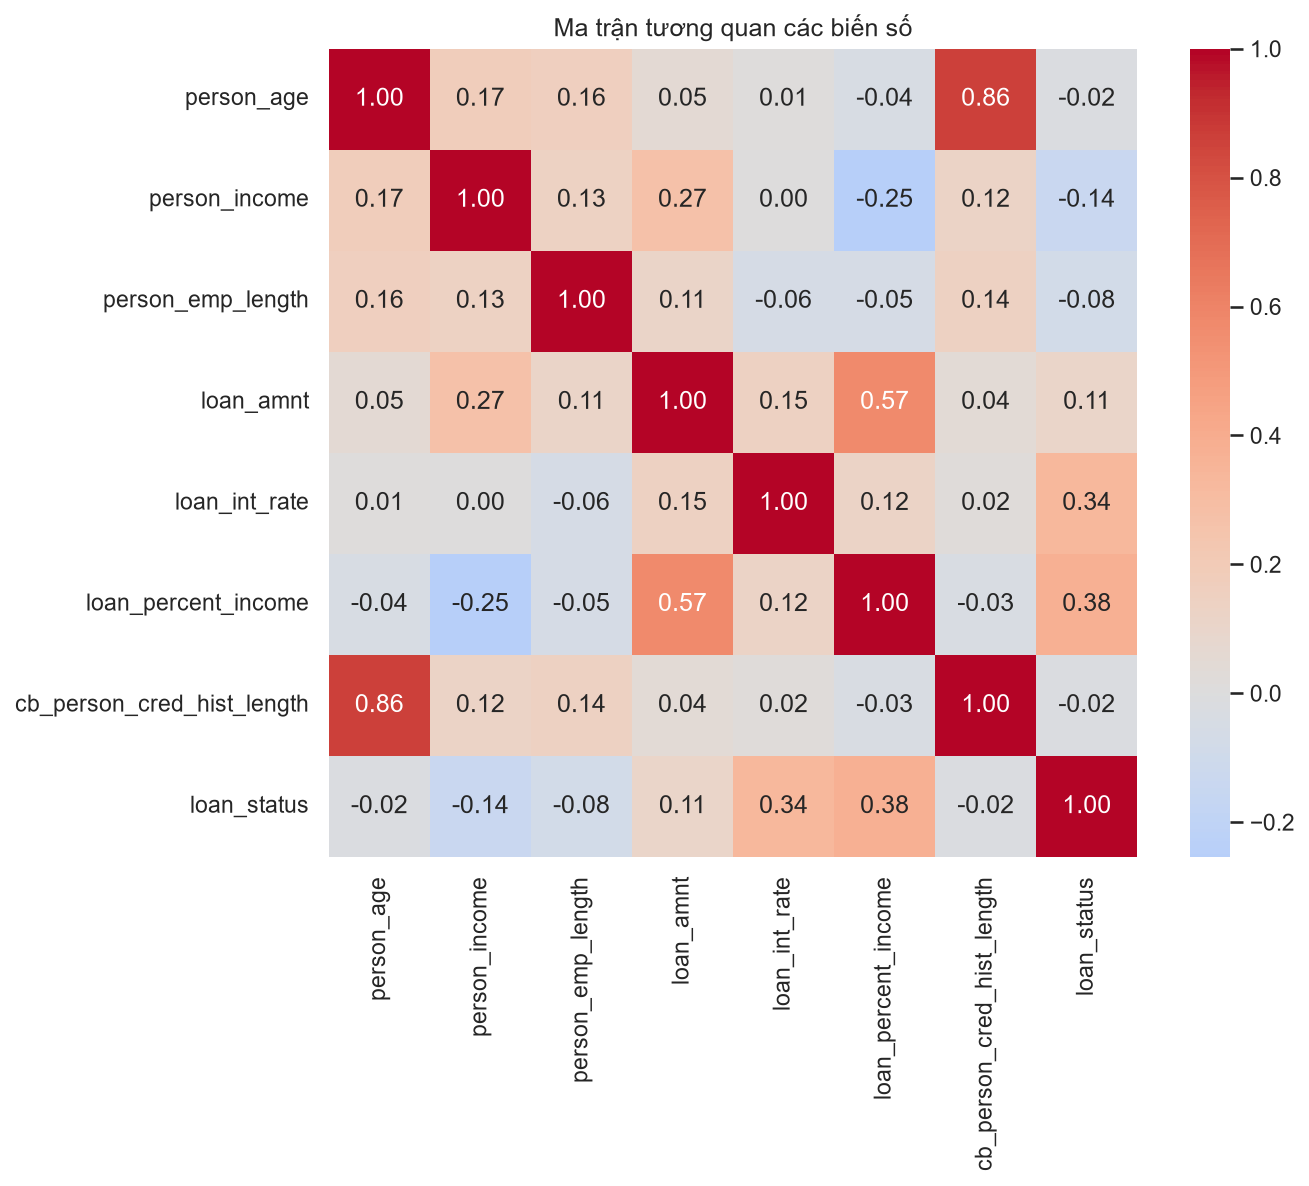 Ma trận tương quan các biến số
person_age 1.00 0.17 0.16 0.05 0.01 -0.04 0.86 -0.02
person_income 0.17 1.00 0.13 0.27 0.00 -0.25 0.12 -0.14
person_emp_length 0.16 0.13 1.00 0.11 -0.06 -0.05 0.14 -0.08
loan_amnt 0.05 0.27 0.11 1.00 0.15 0.57 0.04 0.11
loan_int_rate 0.01 0.00 -0.06 0.15 1.00 0.12 0.02 0.34
loan_percent_income -0.04 -0.25 -0.05 0.57 0.12 1.00 -0.03 0.38
cb_person_cred_hist_length 0.86 0.12 0.14 0.04 0.02 -0.03 1.00 -0.02
loan_status -0.02 -0.14 -0.08 0.11 0.34 0.38 -0.02 1.00
person_age
person_income
person_emp_length
loan_amnt
loan_int_rate
loan_percent_income
cb_person_cred_hist_length
loan_status
1.0
0.8
0.6
0.4
0.2
0.0
−0.2